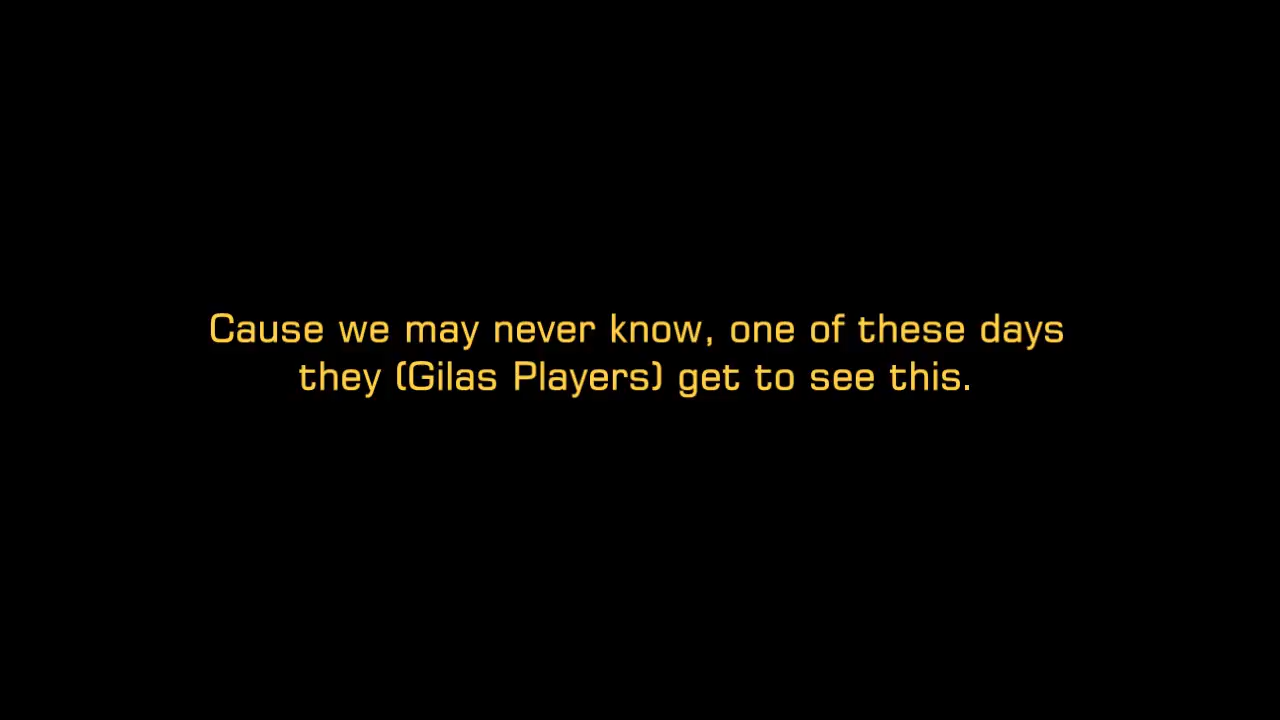 Cause we may never know, one of these days
they (Gilas Players) get to see this.